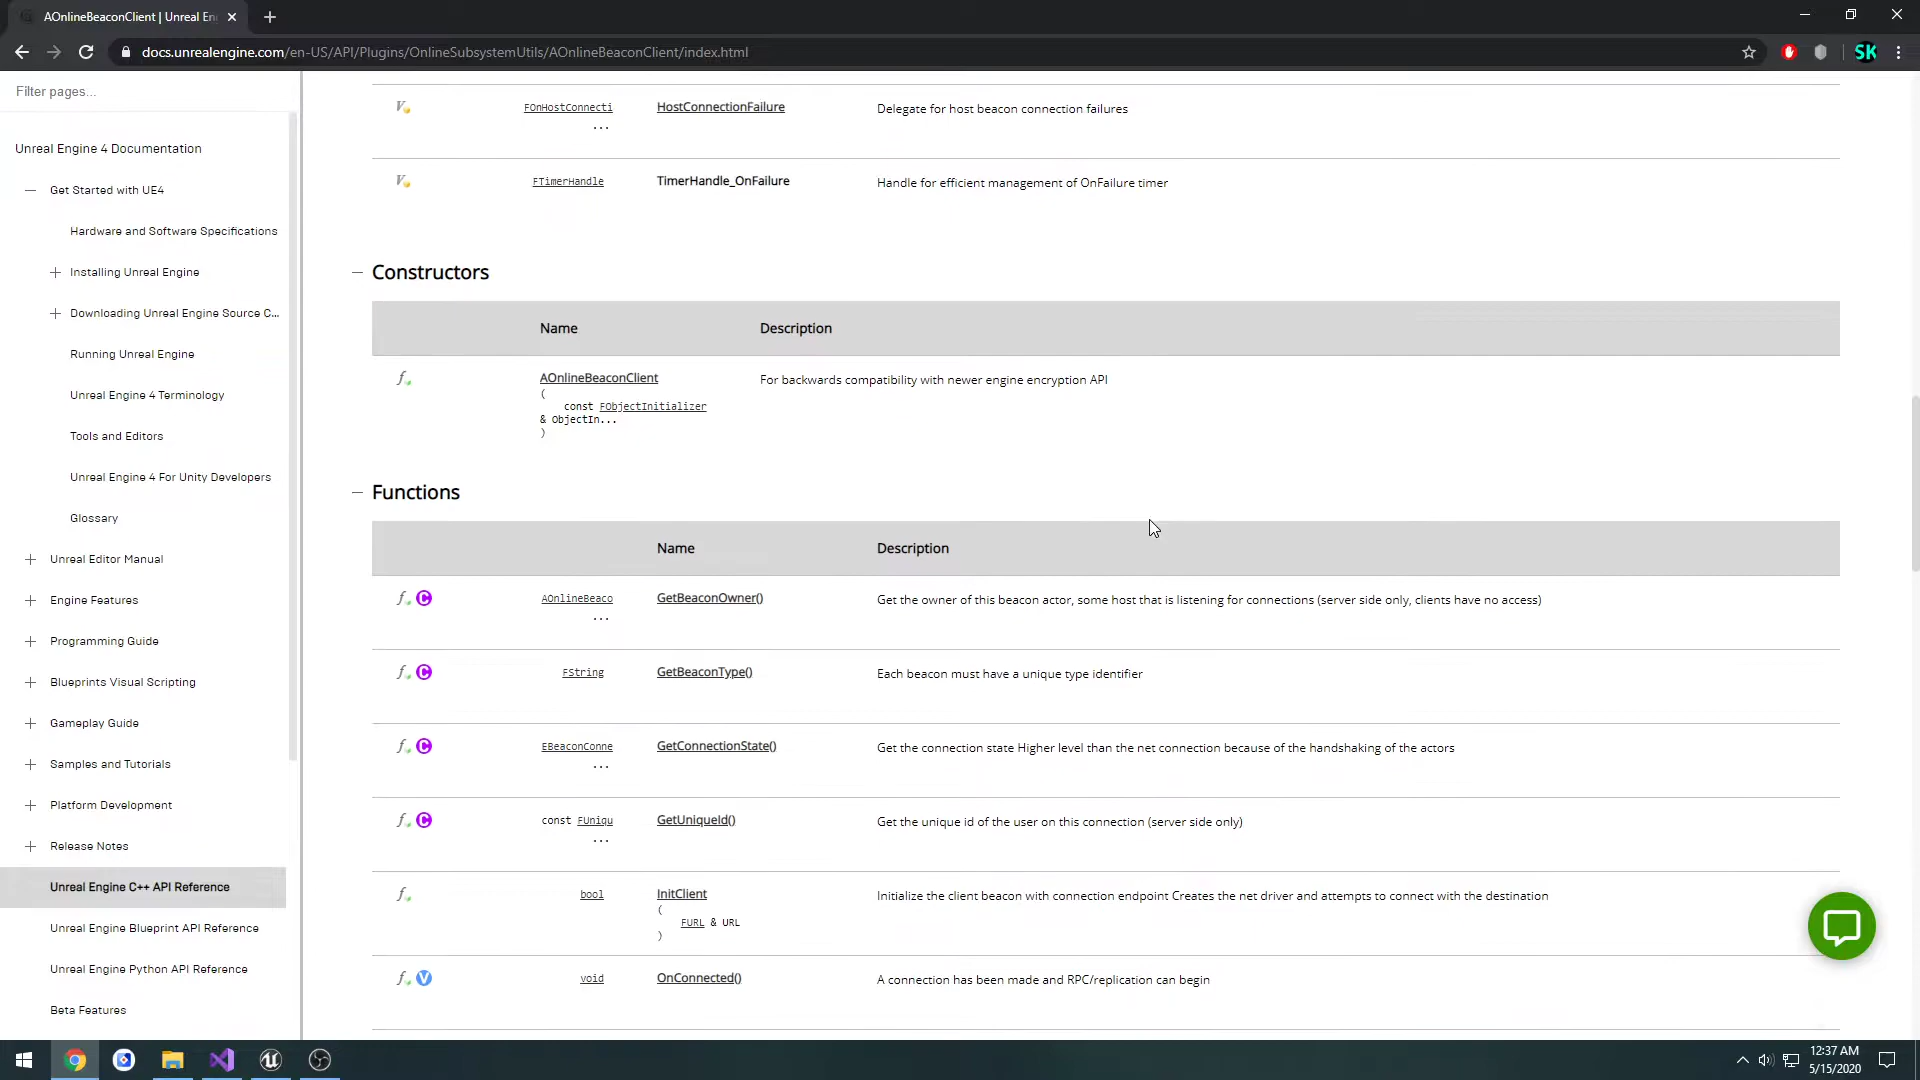 AOnlineBeaconClient | Unreal En
docs.unrealengine.com/en-US/API/Plugins/OnlineSubsystemUtils/AOnlineBeaconClient/index.html
SK
Filter pages...
Unreal Engine 4 Documentation
Get Started with UE4
Hardware and Software Specifications
Installing Unreal Engine
Downloading Unreal Engine Source C...
Running Unreal Engine
Unreal Engine 4 Terminology
Tools and Editors
Unreal Engine 4 For Unity Developers
Glossary
Unreal Editor Manual
Engine Features
Programming Guide
Blueprints Visual Scripting
Gameplay Guide
Samples and Tutorials
Platform Development
Release Notes
Unreal Engine C++ API Reference
Unreal Engine Blueprint API Reference
Unreal Engine Python API Reference
Beta Features
V FOnHostConnecti HostConnectionFailure Delegate for host beacon connection failures
...
V FTimerHandle TimerHandle_OnFailure Handle for efficient management of OnFailure timer
Constructors
Name Description
f AOnlineBeaconClient For backwards compatibility with newer engine encryption API
(
const FObjectInitializer
& ObjectIn...
)
Functions
Name Description
f C AOnlineBeaco GetBeaconOwner() Get the owner of this beacon actor, some host that is listening for connections (server side only, clients have no access)
...
f C FString GetBeaconType() Each beacon must have a unique type identifier
f C EBeaconConne GetConnectionState() Get the connection state Higher level than the net connection because of the handshaking of the actors
...
f C const FUniqu GetUniqueId() Get the unique id of the user on this connection (server side only)
...
f bool InitClient Initialize the client beacon with connection endpoint Creates the net driver and attempts to connect with the destination
(
FURL & URL
)
f V void OnConnected() A connection has been made and RPC/replication can begin
12:37 AM
5/15/2020